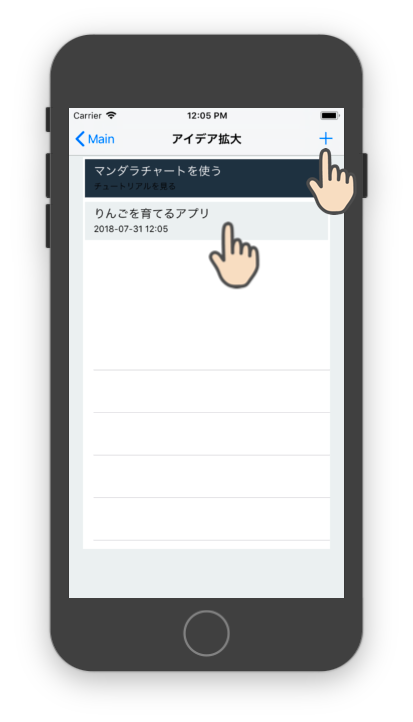 Carrier 12:05 PM
Main アイデア拡大 +
マンダラチャートを使う
チュートリアルを見る
りんごを育てるアプリ
2018-07-31 12:05